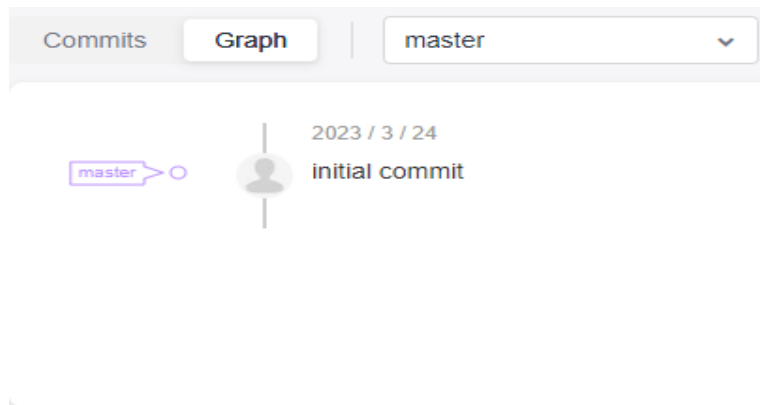 Commits Graph master
2023 / 3 / 24
master initial commit